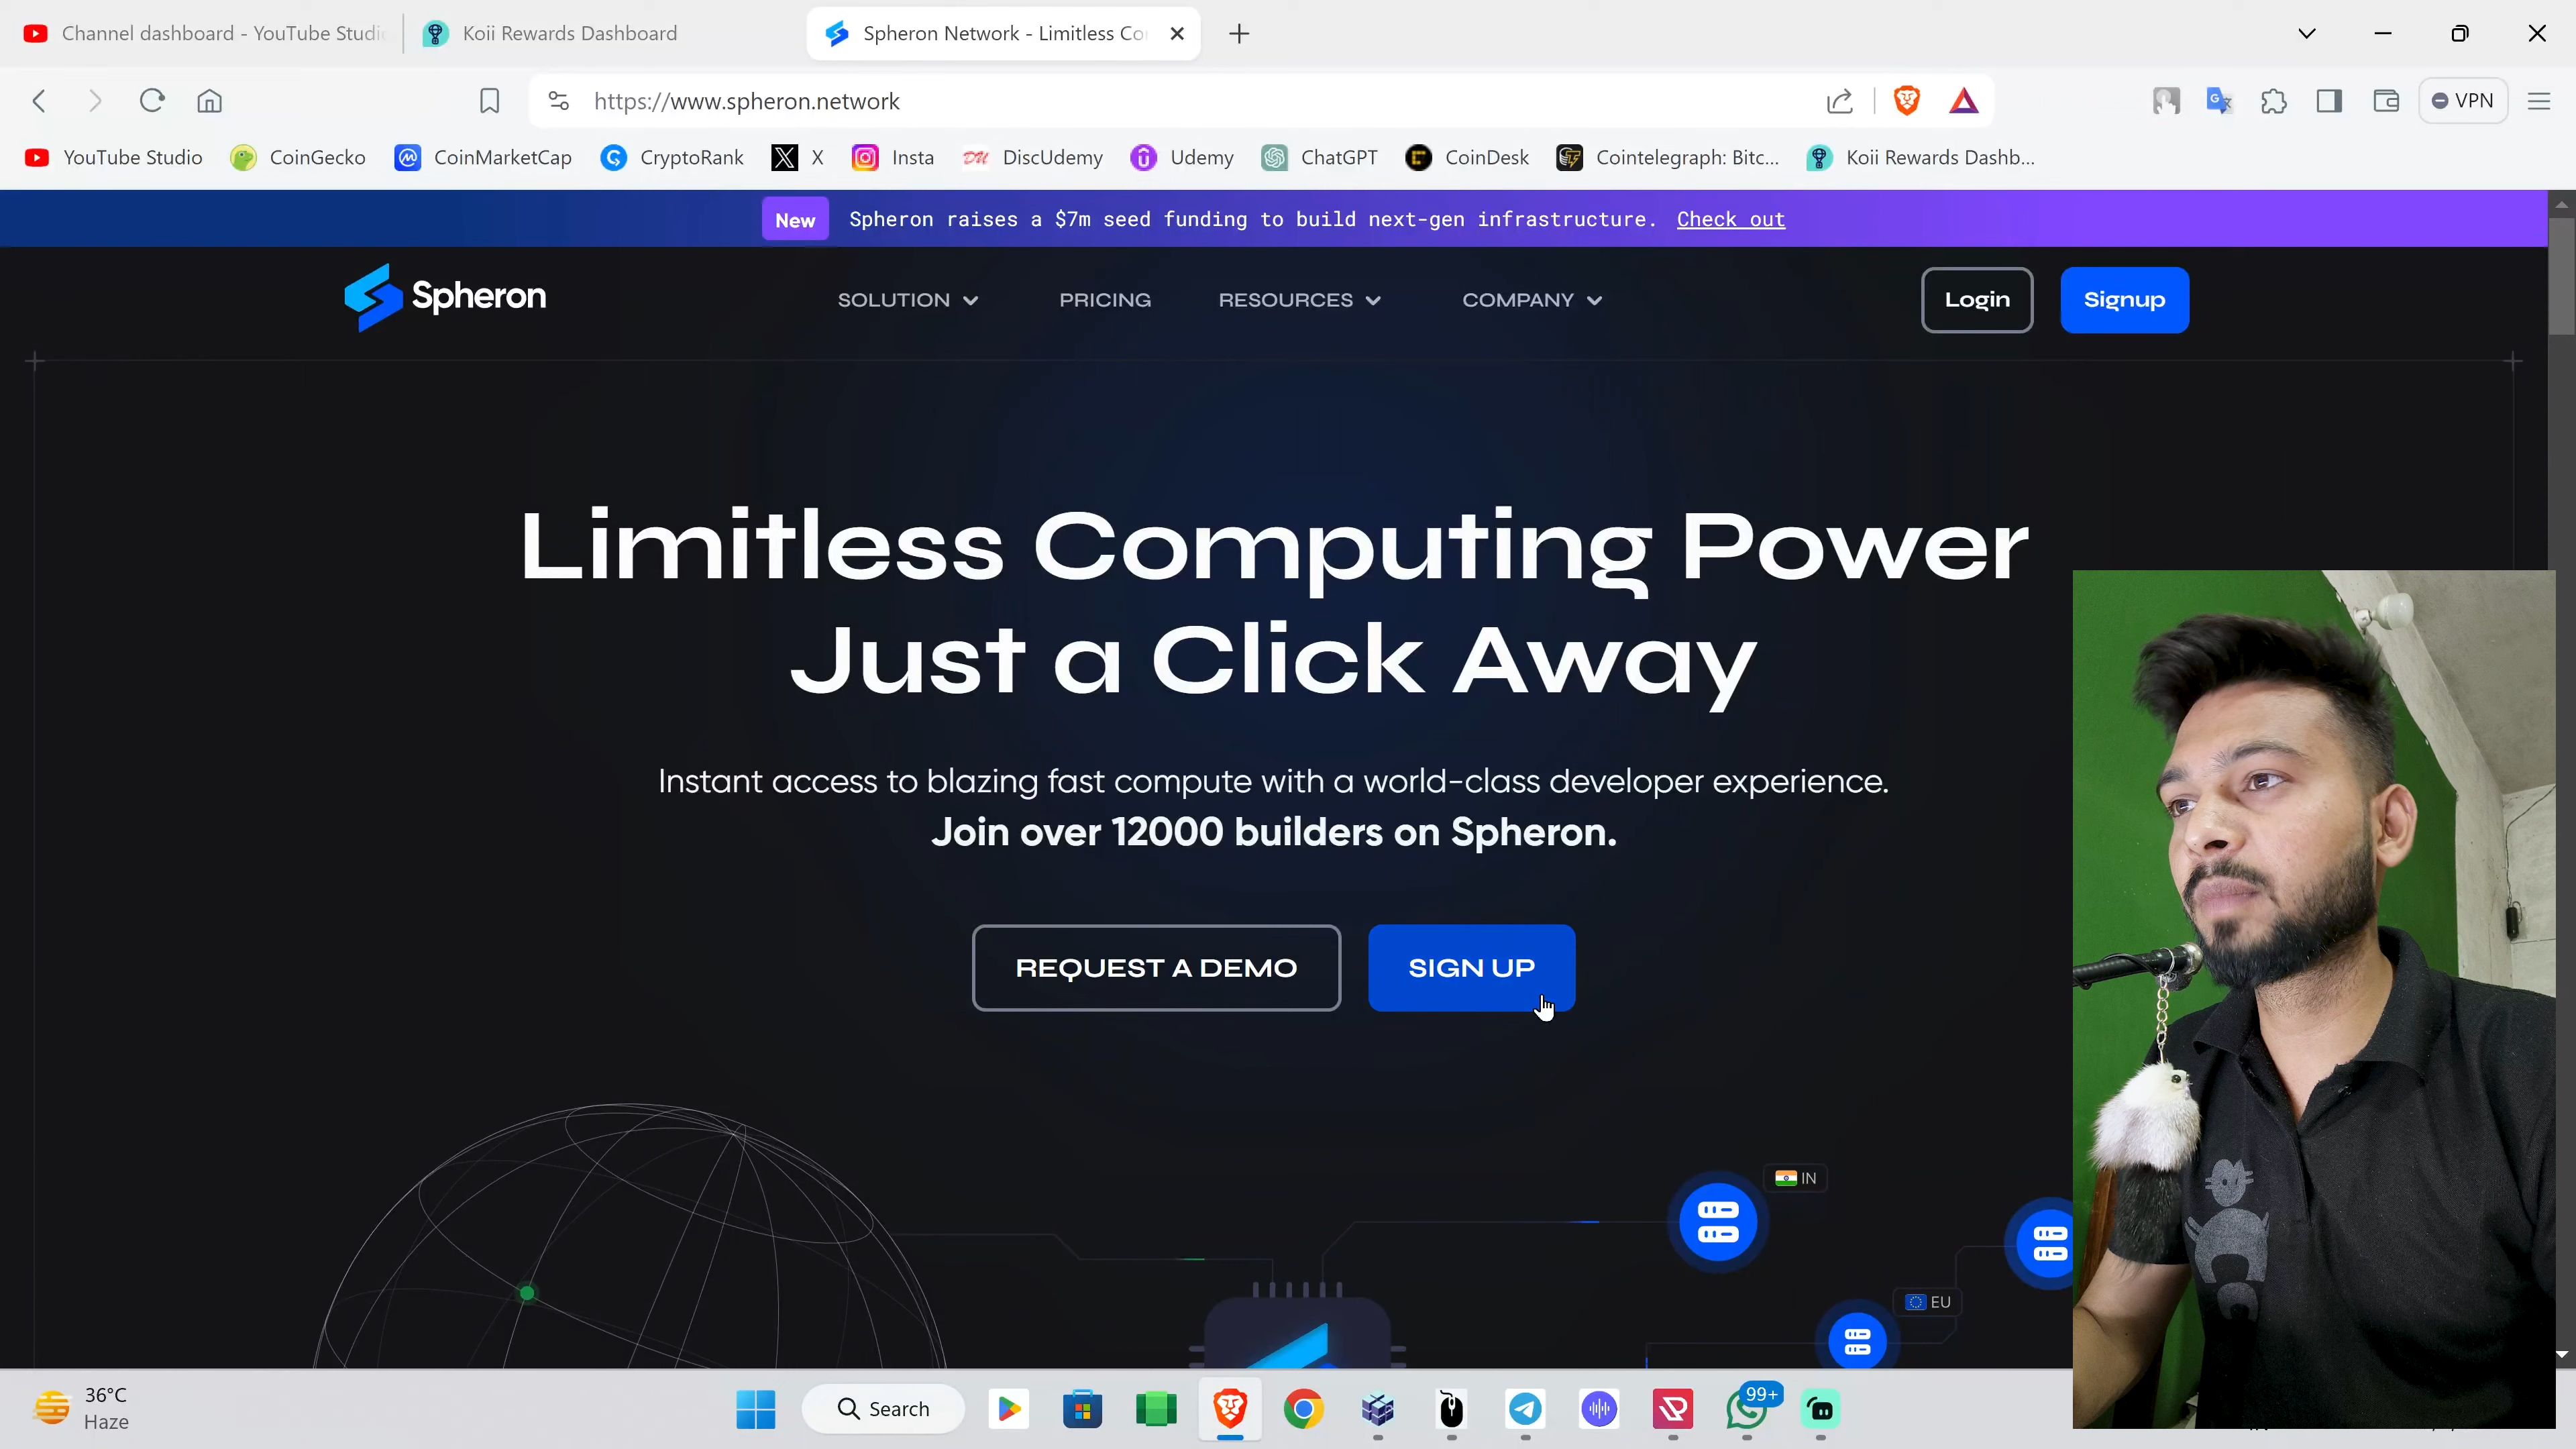 Channel dashboard - YouTube Studio
Koii Rewards Dashboard
Spheron Network - Limitless Co
https://www.spheron.network
VPN
YouTube Studio
CoinGecko
CoinMarketCap
CryptoRank
X
Insta
DiscUdemy
Udemy
ChatGPT
CoinDesk
Cointelegraph: Bitc...
Koii Rewards Dashb...
New Spheron raises a $7m seed funding to build next-gen infrastructure. Check out
Spheron
SOLUTION
PRICING
RESOURCES
COMPANY
Login
Signup
Limitless Computing Power
Just a Click Away
Instant access to blazing fast compute with a world-class developer experience.
Join over 12000 builders on Spheron.
REQUEST A DEMO
SIGN UP
IN
EU
36°C
Haze
Search
99+